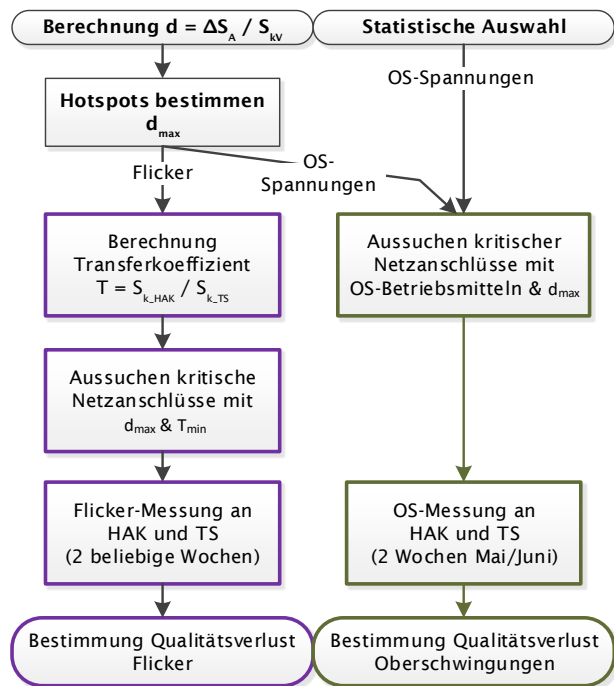 Berechnung d = ΔS_A / S_kV
Statistische Auswahl
OS-Spannungen
Hotspots bestimmen
d_max
Flicker
OS-
Spannungen
Berechnung
Transferkoeffizient
T = S_k_HAK / S_k_TS
Aussuchen kritischer
Netzanschlüsse mit
OS-Betriebsmitteln & d_max
Aussuchen kritische
Netzanschlüsse mit
d_max & T_min
Flicker-Messung an
HAK und TS
(2 beliebige Wochen)
OS-Messung an
HAK und TS
(2 Wochen Mai/Juni)
Bestimmung Qualitätsverlust
Flicker
Bestimmung Qualitätsverlust
Oberschwingungen